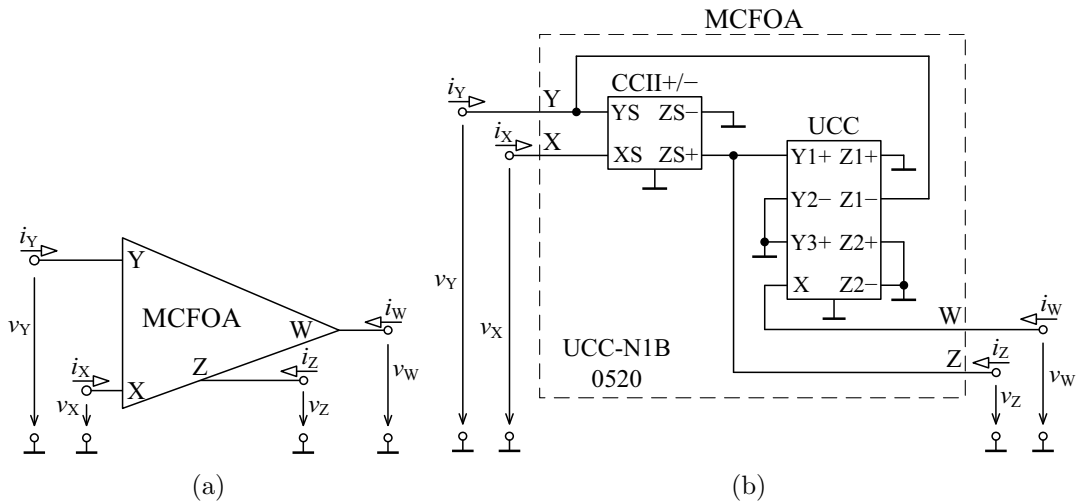 MCFOA
i_Y
Y
MCFOA
W
i_W
v_Y
i_X
X
Z
i_Z
v_X
v_Z
v_W
(a)
MCFOA
i_Y
Y
CCII+/−
YS
ZS−
i_X
X
XS
ZS+
UCC
Y1+
Z1+
Y2−
Z1−
Y3+
Z2+
X
Z2−
v_Y
v_X
W
i_W
UCC-N1B
0520
Z
i_Z
v_Z
v_W
(b)